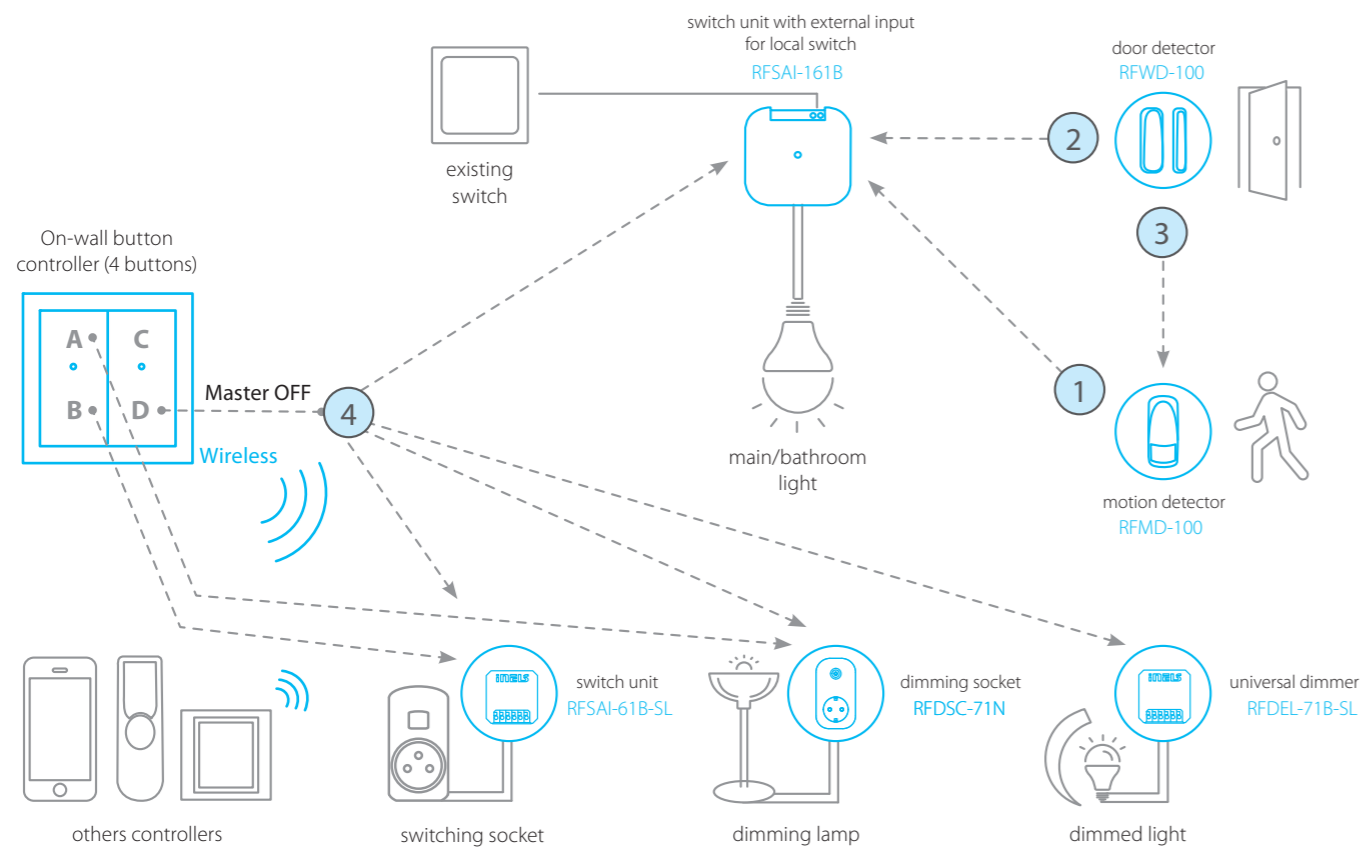 switch unit with external input
for local switch
RFSAI-161B
door detector
RFWD-100
2
existing
switch
3
On-wall button
controller (4 buttons)
A
C
B
D
Master OFF
4
Wireless
1
main/bathroom
light
motion detector
RFMD-100
inels
switch unit
RFSAI-61B-SL
dimming socket
RFDSC-71N
inels
universal dimmer
RFDEL-71B-SL
others controllers
switching socket
dimming lamp
dimmed light